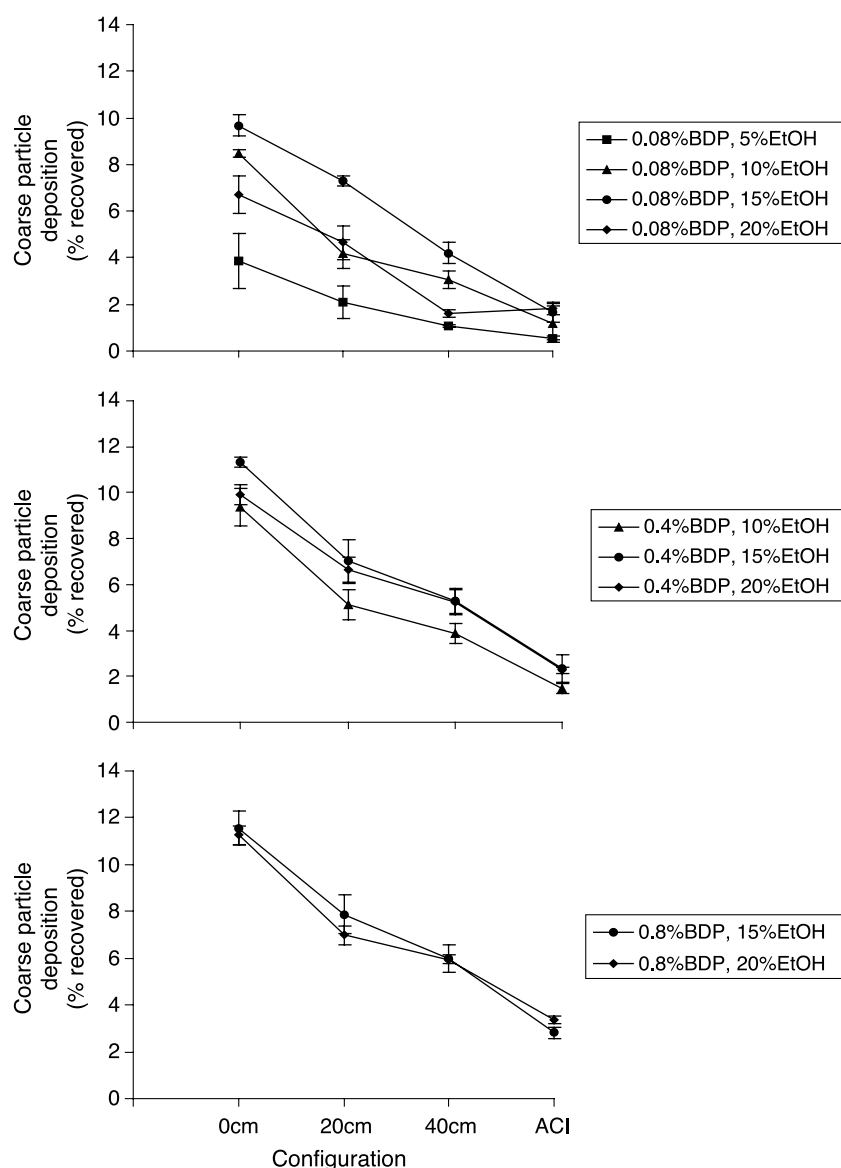 14
12
10
8
6
4
2
0
Coarse particle
deposition
(% recovered)
0.08%BDP, 5%EtOH
0.08%BDP, 10%EtOH
0.08%BDP, 15%EtOH
0.08%BDP, 20%EtOH
14
12
10
8
6
4
2
0
Coarse particle
deposition
(% recovered)
0.4%BDP, 10%EtOH
0.4%BDP, 15%EtOH
0.4%BDP, 20%EtOH
14
12
10
8
6
4
2
0
Coarse particle
deposition
(% recovered)
0.8%BDP, 15%EtOH
0.8%BDP, 20%EtOH
0cm 20cm 40cm ACI
Configuration